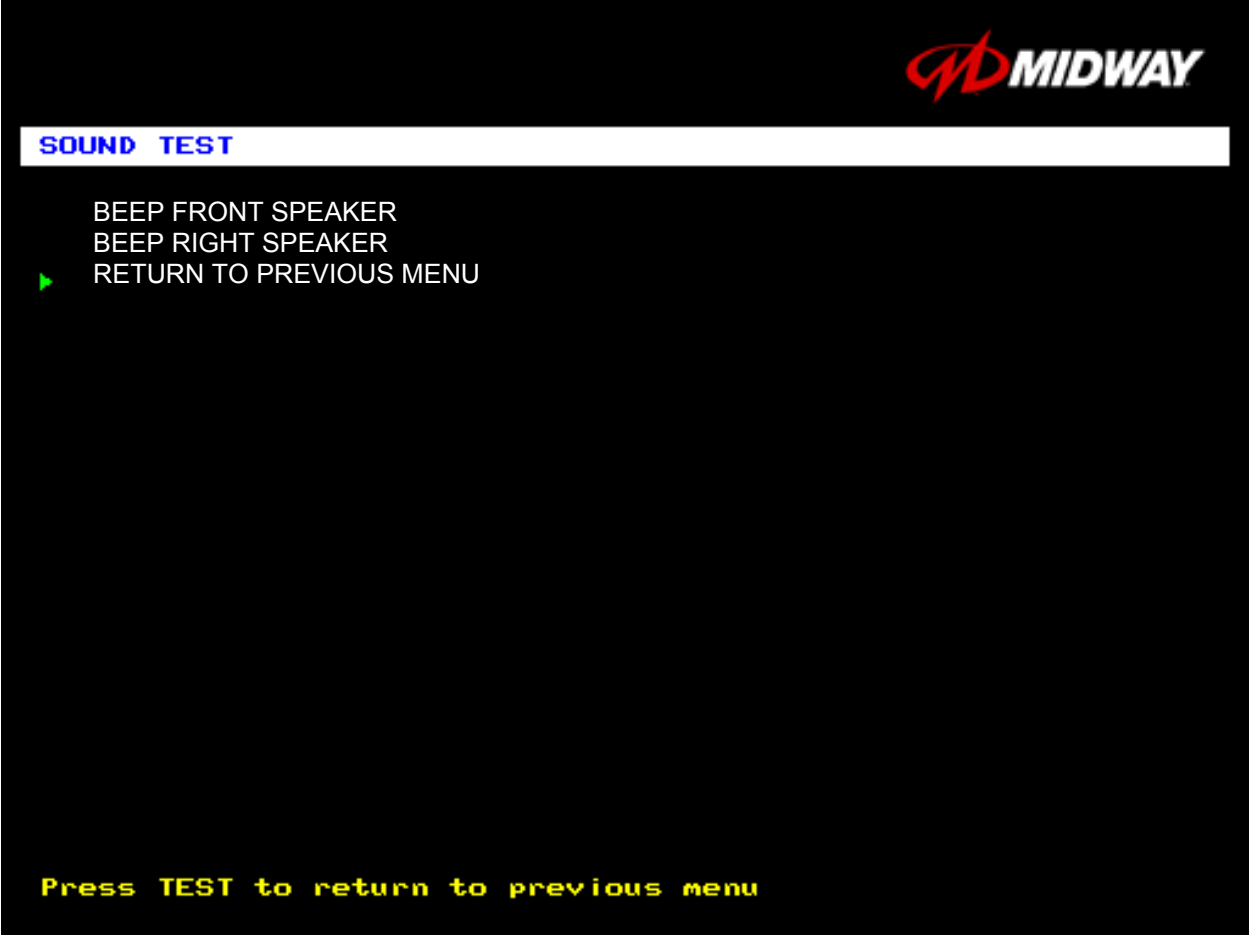 MIDWAY
SOUND TEST
BEEP FRONT SPEAKER
BEEP RIGHT SPEAKER
RETURN TO PREVIOUS MENU
Press TEST to return to previous menu